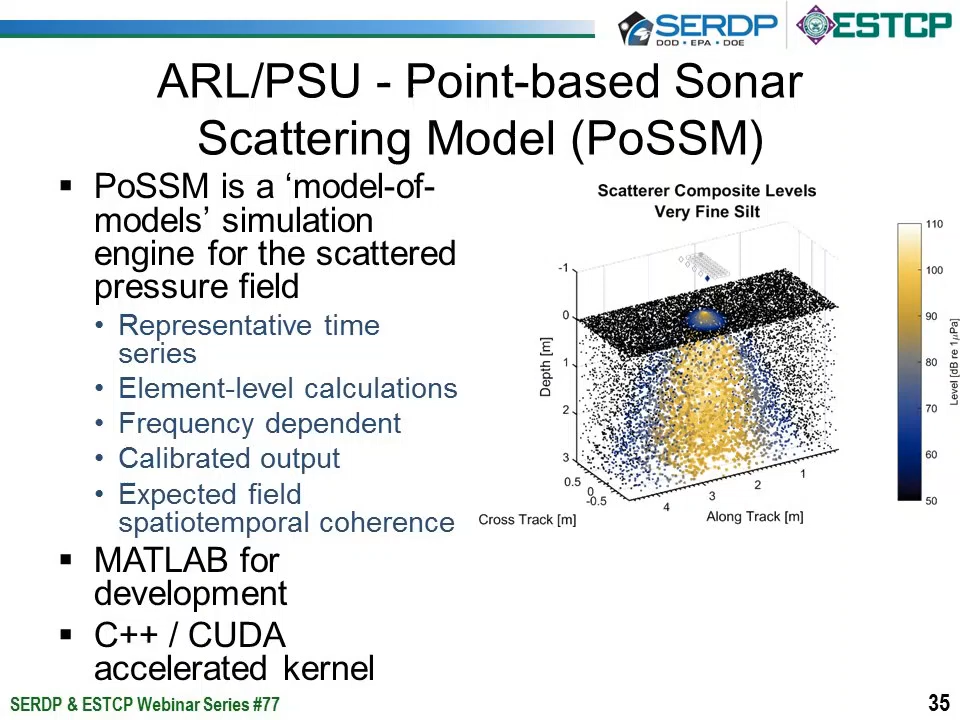 SERDP
DOD • EPA • DOE
ESTCP
ARL/PSU - Point-based Sonar
Scattering Model (PoSSM)
▪ PoSSM is a ‘model-of-
models’ simulation
engine for the scattered
pressure field
• Representative time
series
• Element-level calculations
• Frequency dependent
• Calibrated output
• Expected field
spatiotemporal coherence
▪ MATLAB for
development
▪ C++ / CUDA
accelerated kernel
Scatterer Composite Levels
Very Fine Silt
-1
0
1
2
3
Depth [m]
0.5
0
-0.5
Cross Track [m]
4
3
2
1
Along Track [m]
110
100
90
80
70
60
50
Level [dB re 1μPa]
SERDP & ESTCP Webinar Series #77
35